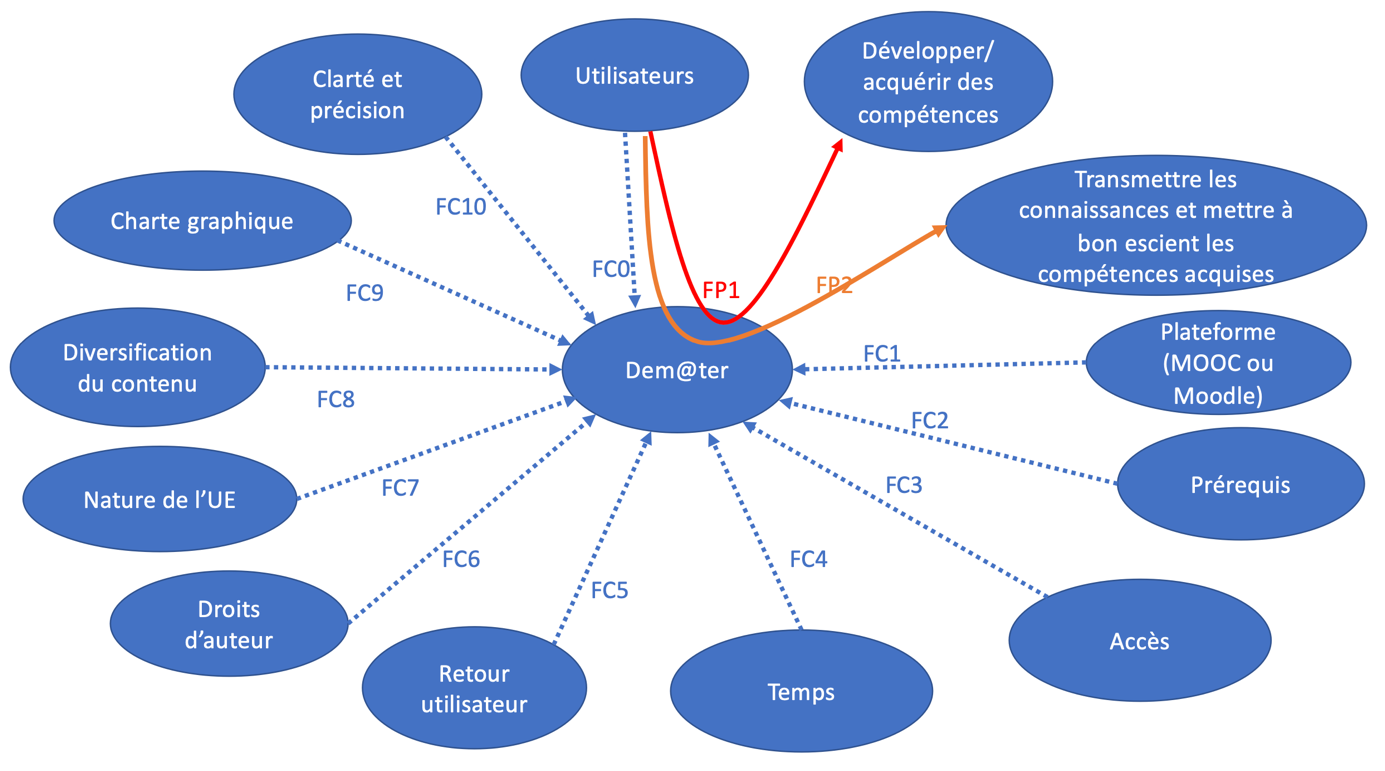 Clarté et
précision
Utilisateurs
Développer/
acquérir des
compétences
Transmettre les
connaissances et mettre à
bon escient les
compétences acquises
Charte graphique
FC10
FC0
FC9
FP1
FP2
Diversification
du contenu
FC8
Dem@ter
FC1
Plateforme
(MOOC ou
Moodle)
FC2
Nature de l’UE
FC7
FC3
Prérequis
Droits
d’auteur
FC6
FC5
FC4
Accès
Retour
utilisateur
Temps